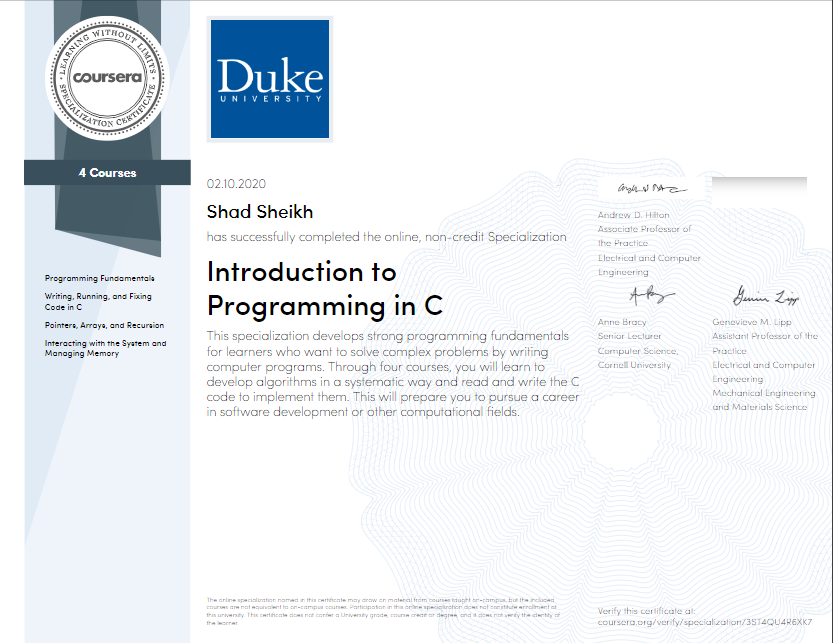 LEARNING WITHOUT LIMITS
coursera
SPECIALIZATION CERTIFICATE
Duke
UNIVERSITY
4 Courses
Programming Fundamentals
Writing, Running, and Fixing
Code in C
Pointers, Arrays, and Recursion
Interacting with the System and
Managing Memory
02.10.2020
Shad Sheikh
has successfully completed the online, non-credit Specialization
Introduction to
Programming in C
This specialization develops strong programming fundamentals
for learners who want to solve complex problems by writing
computer programs. Through four courses, you will learn to
develop algorithms in a systematic way and read and write the C
code to implement them. This will prepare you to pursue a career
in software development or other computational fields.
Andrew D. Hilton
Associate Professor of
the Practice
Electrical and Computer
Engineering
Anne Bracy
Senior Lecturer
Computer Science,
Cornell University
Genevieve M. Lipp
Assistant Professor of the
Practice
Electrical and Computer
Engineering
Mechanical Engineering
and Materials Science
The online specialization named in this certificate may draw on material from courses taught on-campus, but the included
courses are not equivalent to on-campus courses. Participation in this online specialization does not constitute enrollment at
this university. This certificate does not confer a University grade, course credit or degree, and it does not verify the identity of
the learner.
Verify this certificate at:
coursera.org/verify/specialization/3ST4QU4R6XK7